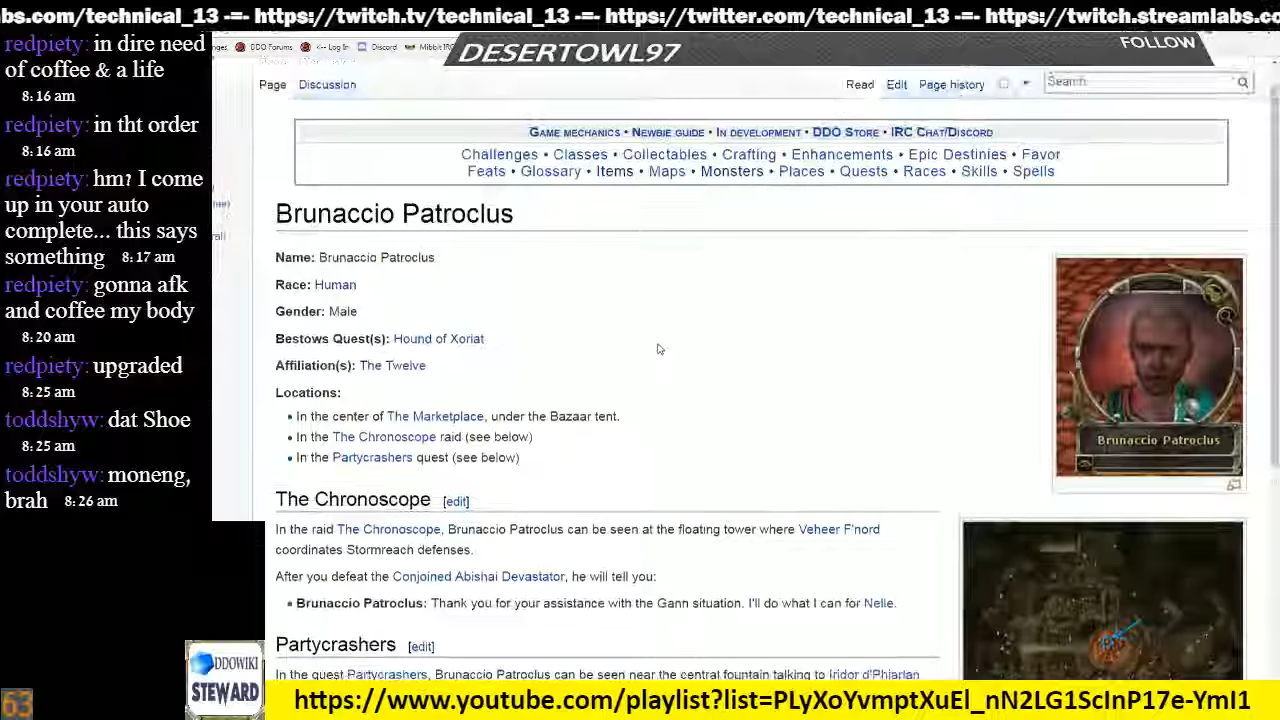 bs.com/technical_13 -=- https://twitch.tv/technical_13 -=- https://twitter.com/technical_13 -=- https://twitch.streamlabs.co
redpiety: in dire need
of coffee & a life
8:16 am
redpiety: in tht order
8:16 am
redpiety: hm? I come
up in your auto
complete... this says
something 8:17 am
redpiety: gonna afk
and coffee my body
8:20 am
redpiety: upgraded
8:25 am
toddshyw: dat Shoe
8:25 am
toddshyw: moneng,
brah 8:26 am
nges DDO Forums <-- Log In Discord Mibbit IRC
DESERTOWL97
FOLLOW
Page Discussion Read Edit Page history Search
Game mechanics • Newbie guide • In development • DDO Store • IRC Chat/Discord
Challenges • Classes • Collectables • Crafting • Enhancements • Epic Destinies • Favor
Feats • Glossary • Items • Maps • Monsters • Places • Quests • Races • Skills • Spells
Brunaccio Patroclus
Name: Brunaccio Patroclus
Race: Human
Gender: Male
Bestows Quest(s): Hound of Xoriat
Affiliation(s): The Twelve
Locations:
• In the center of The Marketplace, under the Bazaar tent.
• In the The Chronoscope raid (see below)
• In the Partycrashers quest (see below)
Brunaccio Patroclus
The Chronoscope [edit]
In the raid The Chronoscope, Brunaccio Patroclus can be seen at the floating tower where Veheer F'nord
coordinates Stormreach defenses.
After you defeat the Conjoined Abishai Devastator, he will tell you:
• Brunaccio Patroclus: Thank you for your assistance with the Gann situation. I'll do what I can for Nelle.
Partycrashers [edit]
In the quest Partycrashers, Brunaccio Patroclus can be seen near the central fountain talking to Iridor d'Phiarlan
DDOWIKI
STEWARD
63
https://www.youtube.com/playlist?list=PLyXoYvmptXuEl_nN2LG1ScInP17e-YmI1